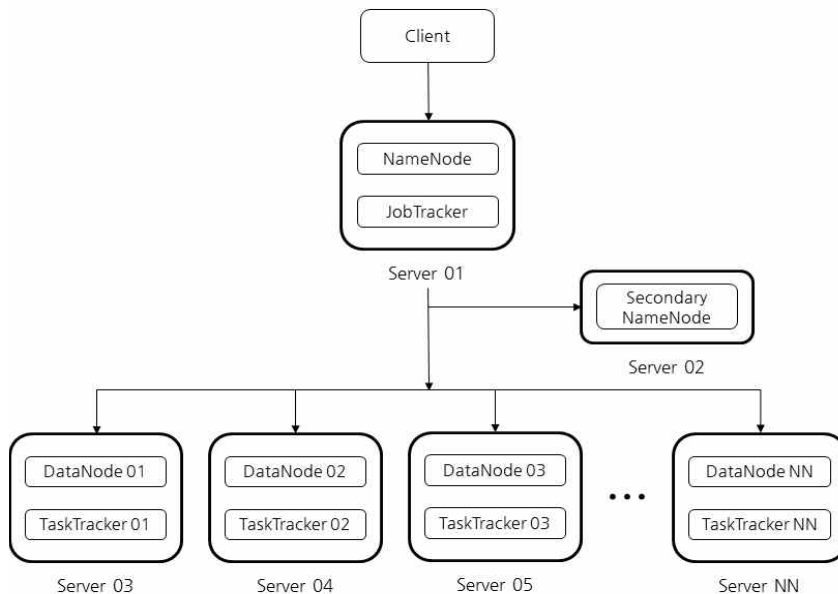 Client
NameNode
JobTracker
Server 01
Secondary
NameNode
Server 02
DataNode 01
TaskTracker 01
Server 03
DataNode 02
TaskTracker 02
Server 04
DataNode 03
TaskTracker 03
Server 05
DataNode NN
TaskTracker NN
Server NN